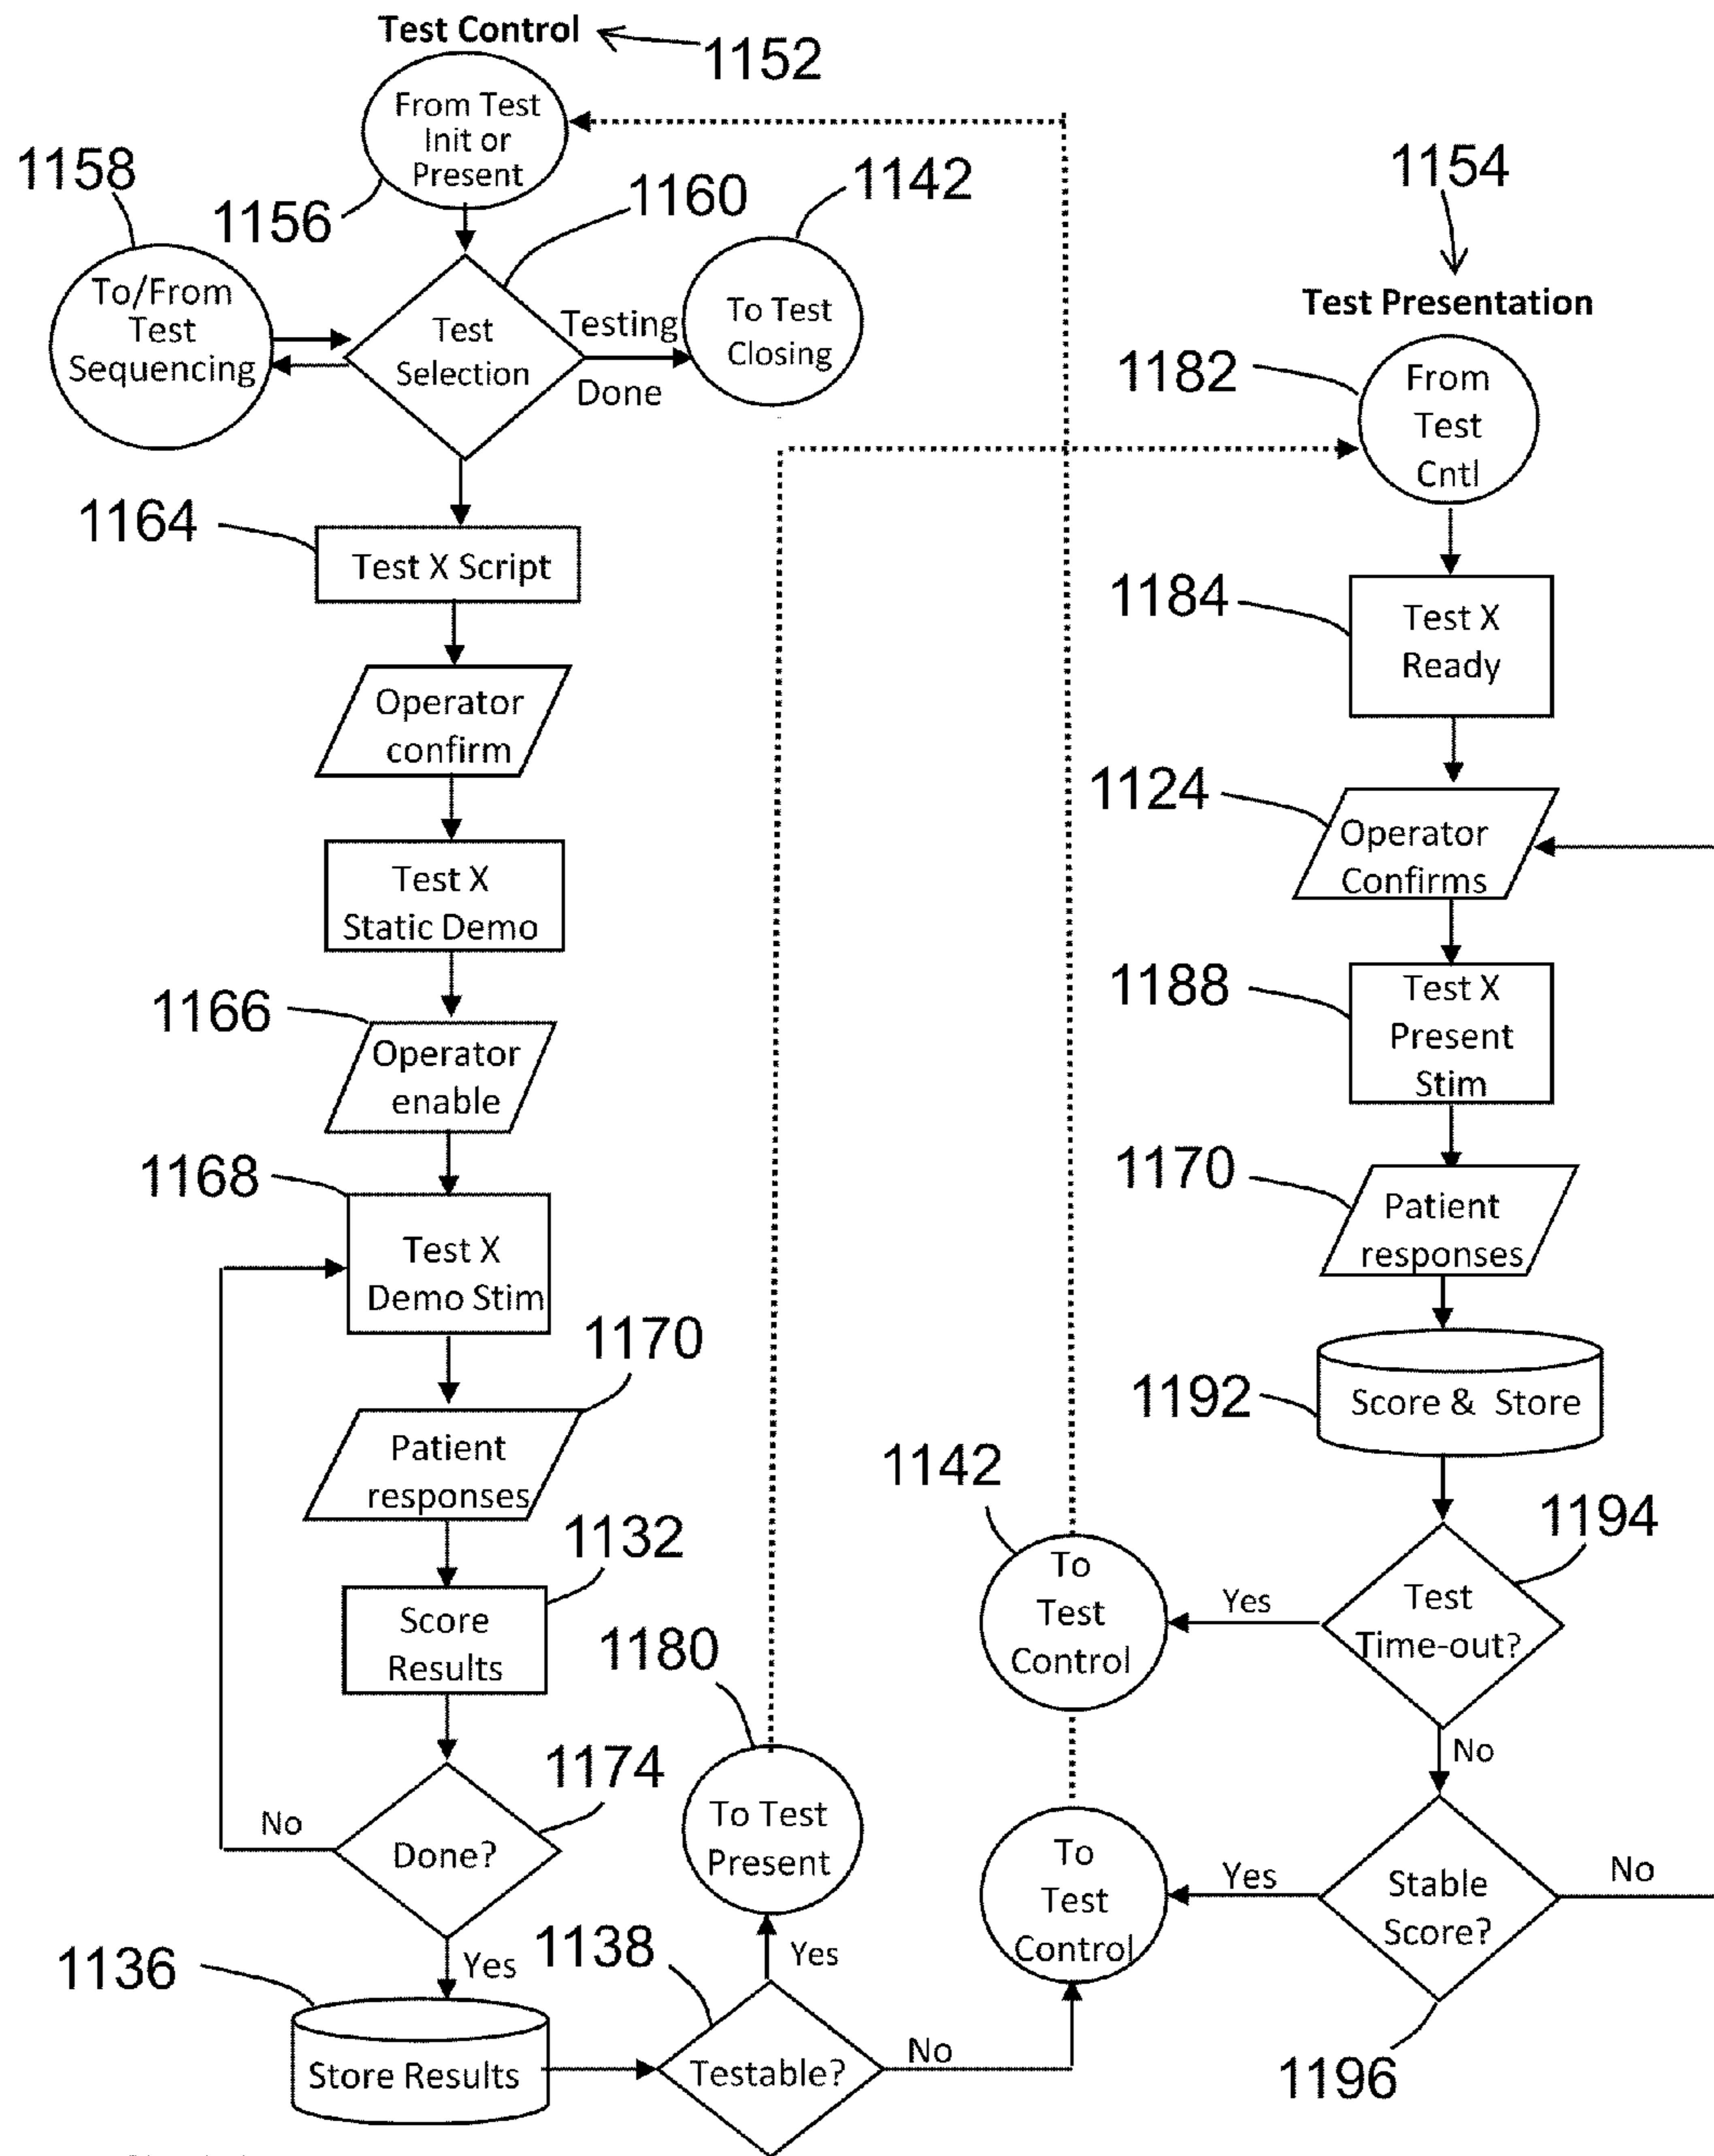 Test Control
1152
From Test
Init or
Present
1156
1158
To/From
Test
Sequencing
1160
Test
Selection
Testing
Done
1142
To Test
Closing
1164
Test X Script
Operator
confirm
Test X
Static Demo
1166
Operator
enable
1168
Test X
Demo Stim
1170
Patient
responses
1132
Score
Results
1174
Done?
No
Yes
1136
Store Results
1138
Testable?
Yes
No
1180
To Test
Present
1154
Test Presentation
1182
From
Test
Cntl
1184
Test X
Ready
1124
Operator
Confirms
1188
Test X
Present
Stim
1170
Patient
responses
1192
Score & Store
1194
Test
Time-out?
Yes
No
1142
To
Test
Control
Stable
Score?
Yes
No
1196
To
Test
Control